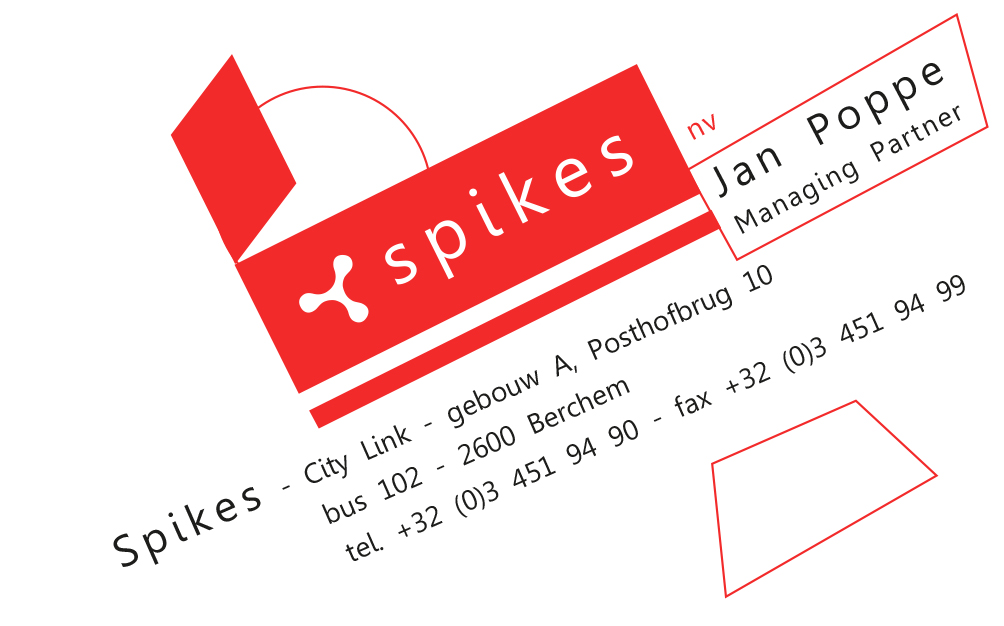 spikes
nv
Jan Poppe
Managing Partner
Spikes - City Link - gebouw A, Posthofbrug 10
bus 102 - 2600 Berchem
tel. +32 (0)3 451 94 90 - fax +32 (0)3 451 94 99